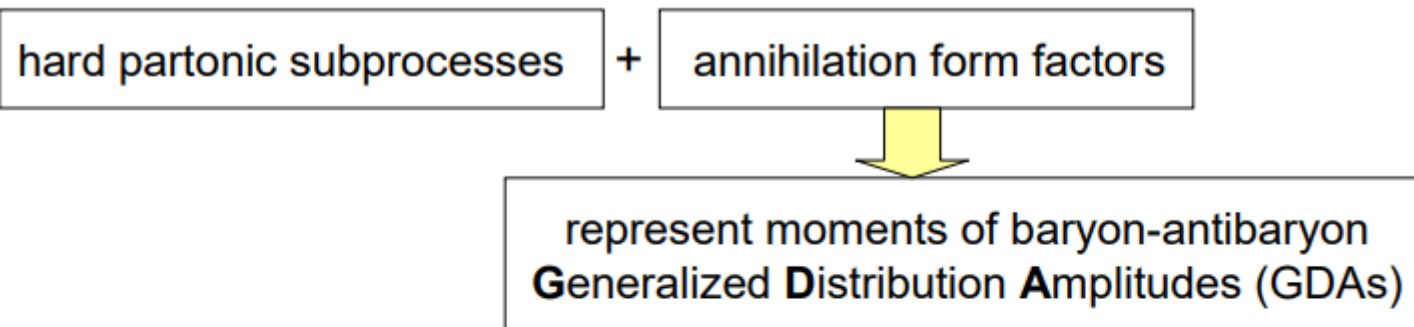 hard partonic subprocesses + annihilation form factors
represent moments of baryon-antibaryon
Generalized Distribution Amplitudes (GDAs)